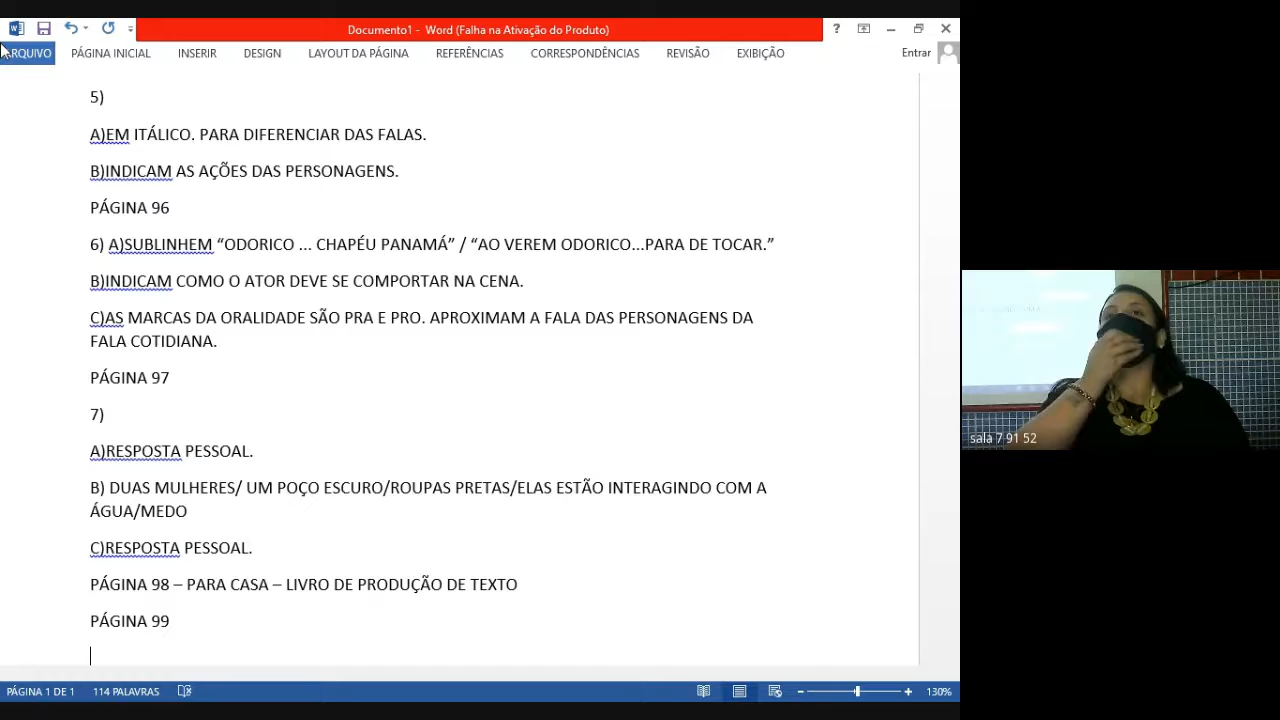 Documento1 - Word (Falha na Ativação do Produto)
?
ARQUIVO PÁGINA INICIAL INSERIR DESIGN LAYOUT DA PÁGINA REFERÊNCIAS CORRESPONDÊNCIAS REVISÃO EXIBIÇÃO Entrar
5)
A)EM ITÁLICO. PARA DIFERENCIAR DAS FALAS.
B)INDICAM AS AÇÕES DAS PERSONAGENS.
PÁGINA 96
6) A)SUBLINHEM “ODORICO ... CHAPÉU PANAMÁ” / “AO VEREM ODORICO...PARA DE TOCAR.”
B)INDICAM COMO O ATOR DEVE SE COMPORTAR NA CENA.
C)AS MARCAS DA ORALIDADE SÃO PRA E PRO. APROXIMAM A FALA DAS PERSONAGENS DA
FALA COTIDIANA.
PÁGINA 97
7)
A)RESPOSTA PESSOAL.
B) DUAS MULHERES/ UM POÇO ESCURO/ROUPAS PRETAS/ELAS ESTÃO INTERAGINDO COM A
ÁGUA/MEDO
C)RESPOSTA PESSOAL.
PÁGINA 98 – PARA CASA – LIVRO DE PRODUÇÃO DE TEXTO
PÁGINA 99
sala 7 91 52
PÁGINA 1 DE 1 114 PALAVRAS 130%